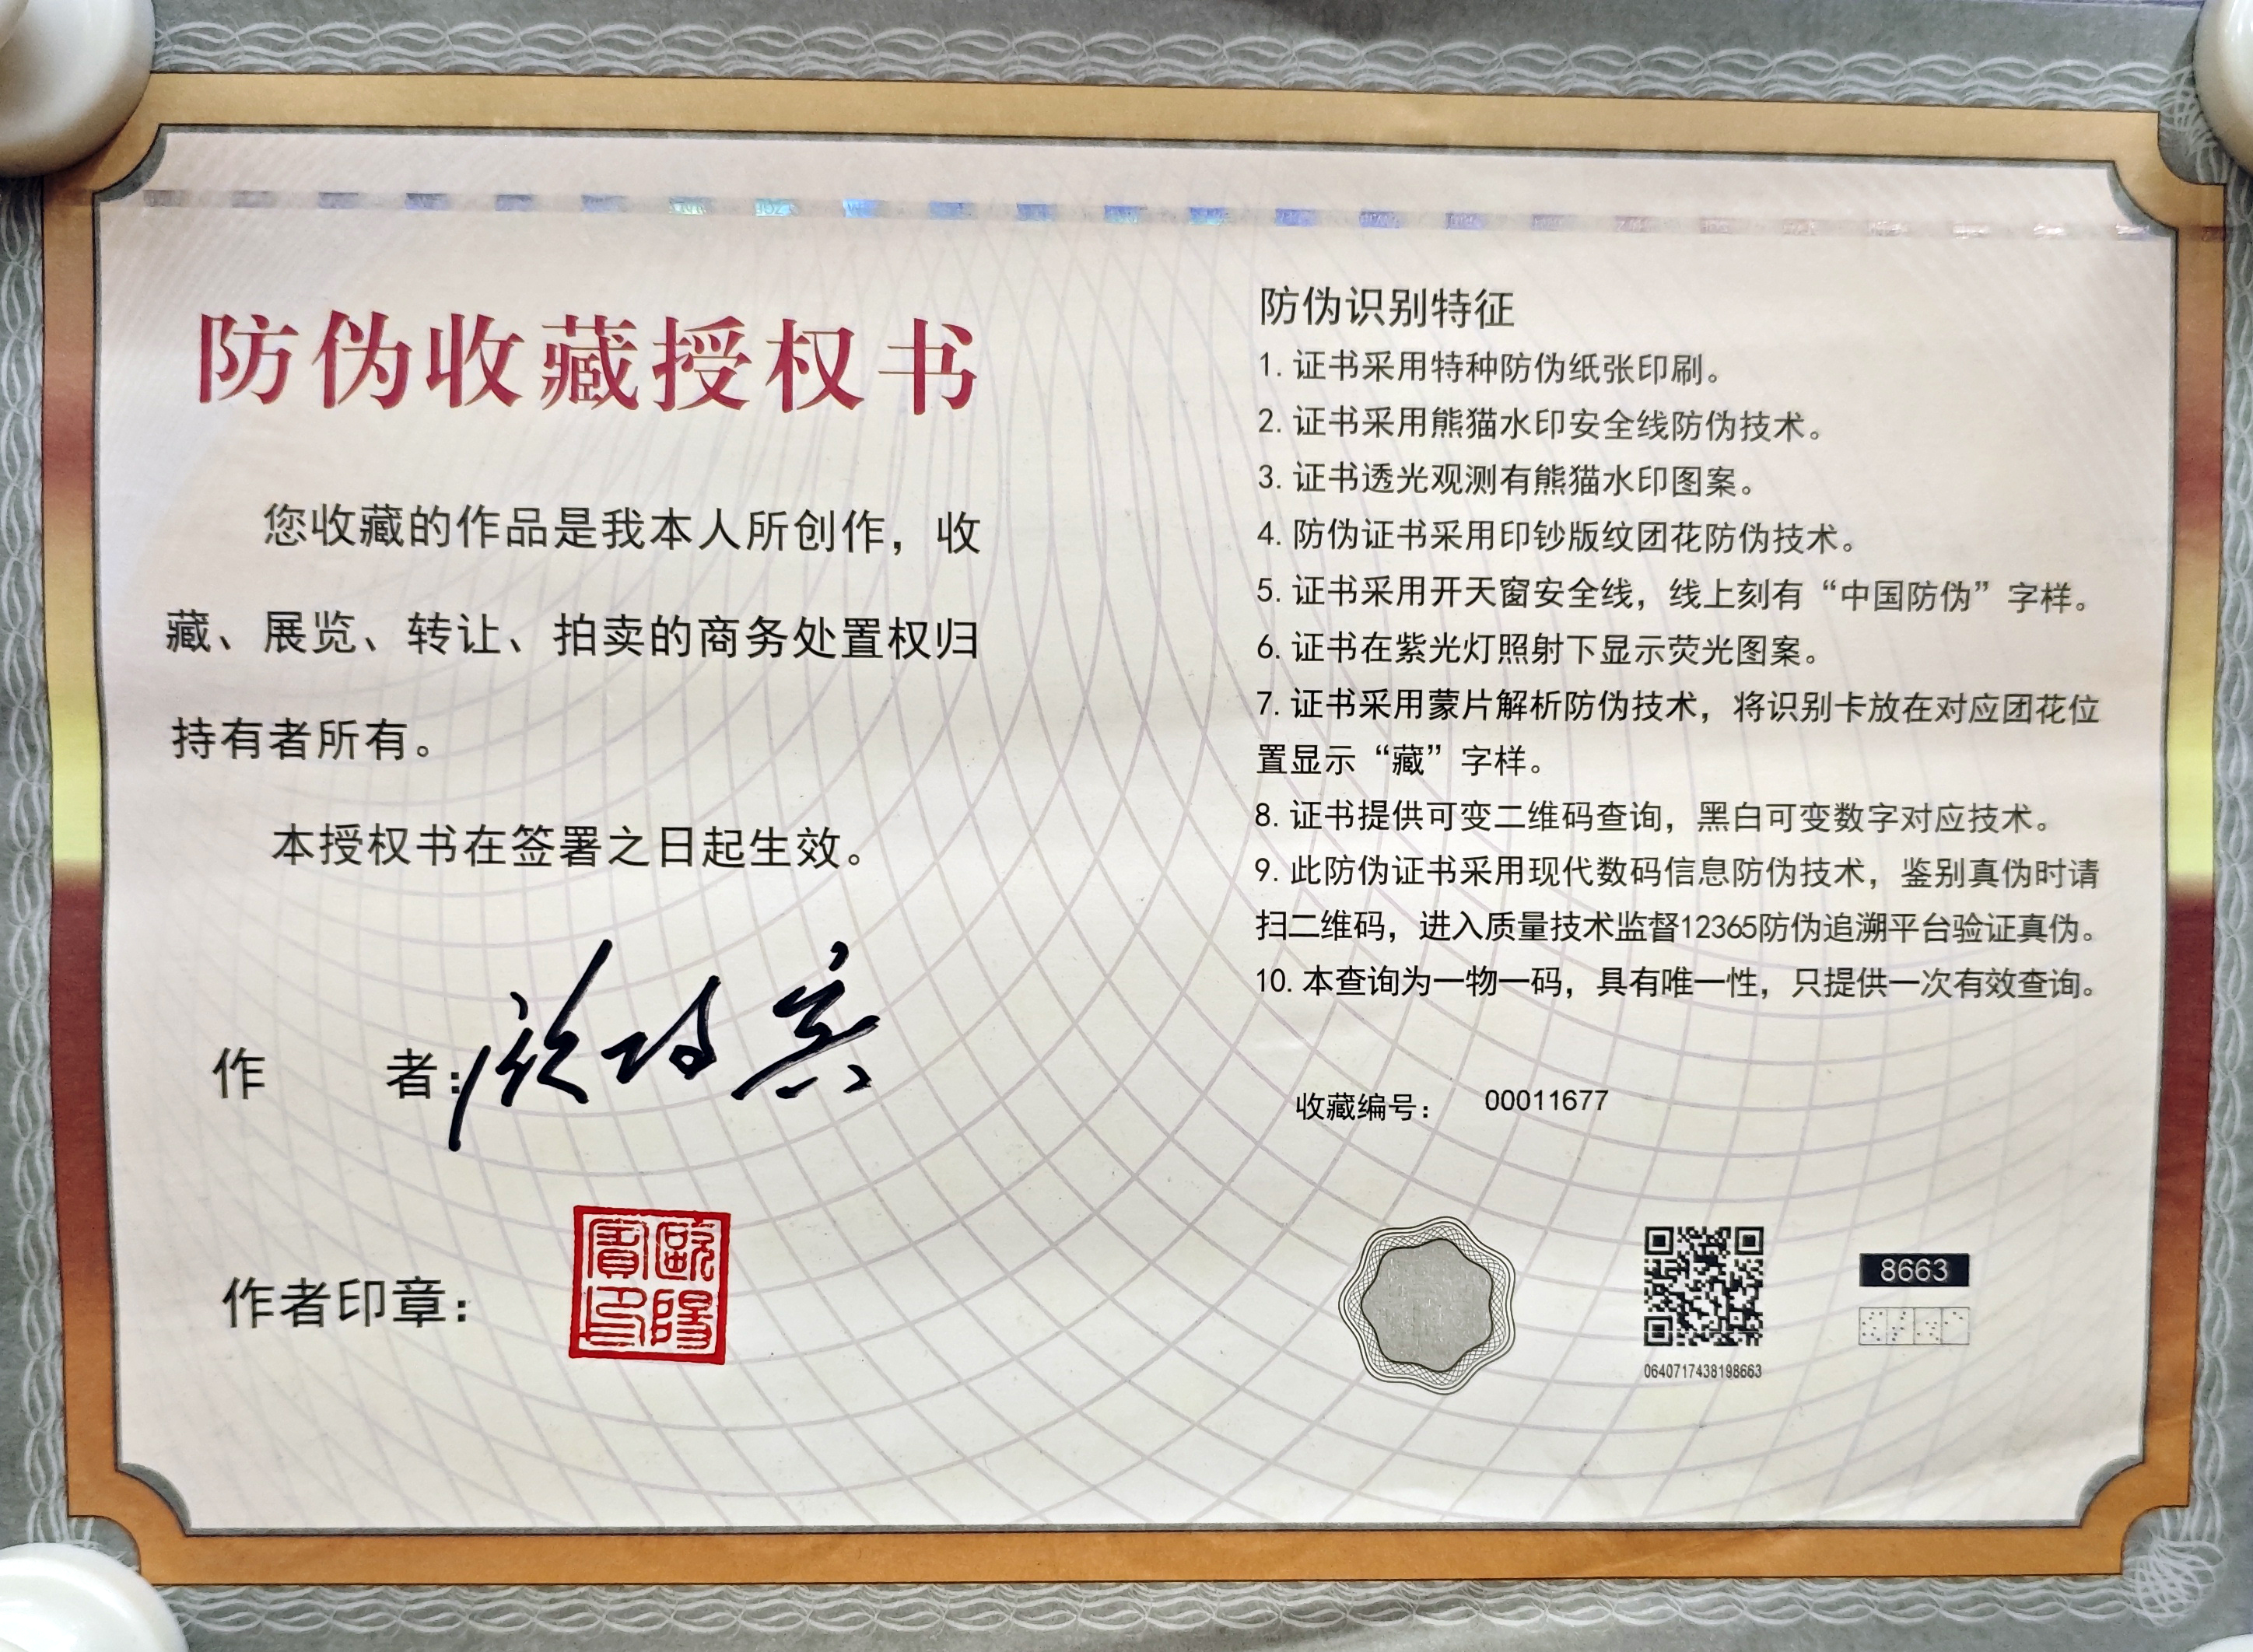 防伪收藏授权书
您收藏的作品是我本人所创作，收
藏、展览、转让、拍卖的商务处置权归
持有者所有。
本授权书在签署之日起生效。
作 者：
作者印章：
防伪识别特征
1. 证书采用特种防伪纸张印刷。
2. 证书采用熊猫水印安全线防伪技术。
3. 证书透光观测有熊猫水印图案。
4. 防伪证书采用印钞版纹团花防伪技术。
5. 证书采用开天窗安全线，线上刻有“中国防伪”字样。
6. 证书在紫光灯照射下显示荧光图案。
7. 证书采用蒙片解析防伪技术，将识别卡放在对应团花位
置显示“藏”字样。
8. 证书提供可变二维码查询，黑白可变数字对应技术。
9. 此防伪证书采用现代数码信息防伪技术，鉴别真伪时请
扫二维码，进入质量技术监督12365防伪追溯平台验证真伪。
10. 本查询为一物一码，具有唯一性，只提供一次有效查询。
收藏编号： 00011677
8663
0640717438198663